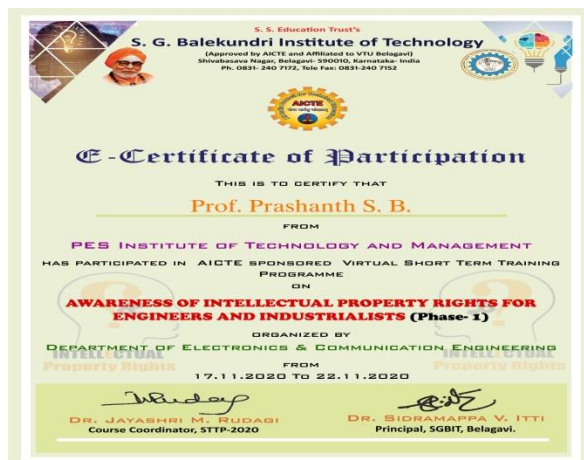 S. S. Education Trust's
S. G. Balekundri Institute of Technology
(Approved by AICTE and Affiliated to VTU Belagavi)
Shivabasava Nagar, Belagavi- 590010, Karnataka- India
Ph. 0831- 240 7172, Tele Fax: 0831-240 7152
AICTE
E-Certificate of Participation
THIS IS TO CERTIFY THAT
Prof. Prashanth S. B.
FROM
PES INSTITUTE OF TECHNOLOGY AND MANAGEMENT
HAS PARTICIPATED IN AICTE SPONSORED VIRTUAL SHORT TERM TRAINING
PROGRAMME
ON
AWARENESS OF INTELLECTUAL PROPERTY RIGHTS FOR
ENGINEERS AND INDUSTRIALISTS (Phase- 1)
ORGANIZED BY
DEPARTMENT OF ELECTRONICS & COMMUNICATION ENGINEERING
INTELLECTUAL INTELLECTUAL
Property Rights Property Rights
FROM
17.11.2020 TO 22.11.2020
DR. JAYASHRI M. RUDAGI DR. SIDRAMAPPA V. ITTI
Course Coordinator, STTP-2020 Principal, SGBIT, Belagavi.